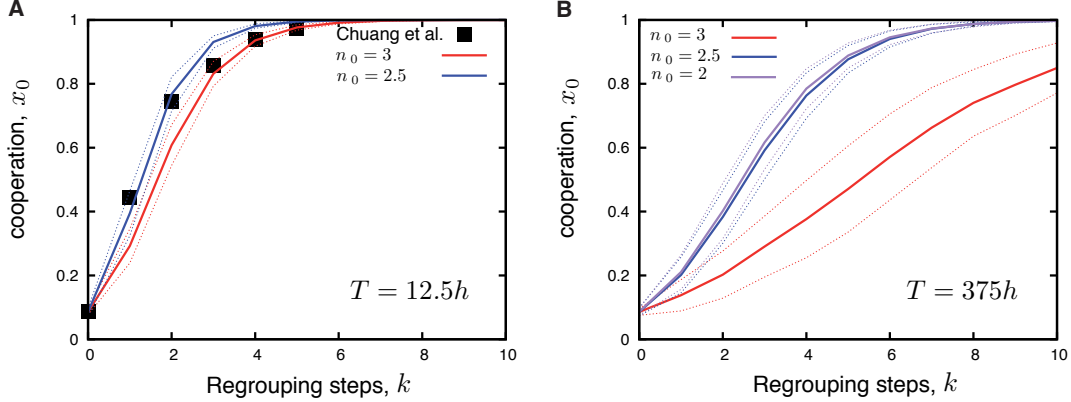 A
cooperation, x₀
1
0.8
0.6
0.4
0.2
0
0
2
4
6
8
10
Regrouping steps, k
Chuang et al.
n₀ = 3
n₀ = 2.5
T = 12.5h
B
cooperation, x₀
1
0.8
0.6
0.4
0.2
0
0
2
4
6
8
10
Regrouping steps, k
n₀ = 3
n₀ = 2.5
n₀ = 2
T = 375h